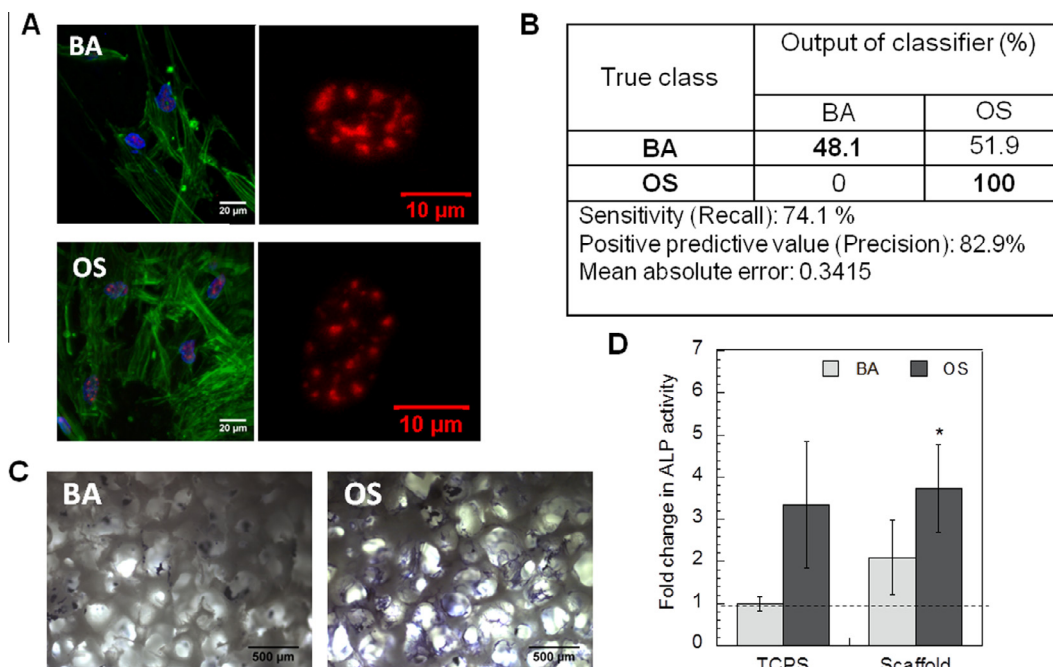 A
BA
20 µm
10 µm
OS
20 µm
10 µm
B
True class
Output of classifier (%)
BA OS
BA 48.1 51.9
OS 0 100
Sensitivity (Recall): 74.1 %
Positive predictive value (Precision): 82.9%
Mean absolute error: 0.3415
C
BA
500 µm
OS
500 µm
D
Fold change in ALP activity
7
6
5
4
3
2
1
0
BA OS
*
TCPS Scaffold